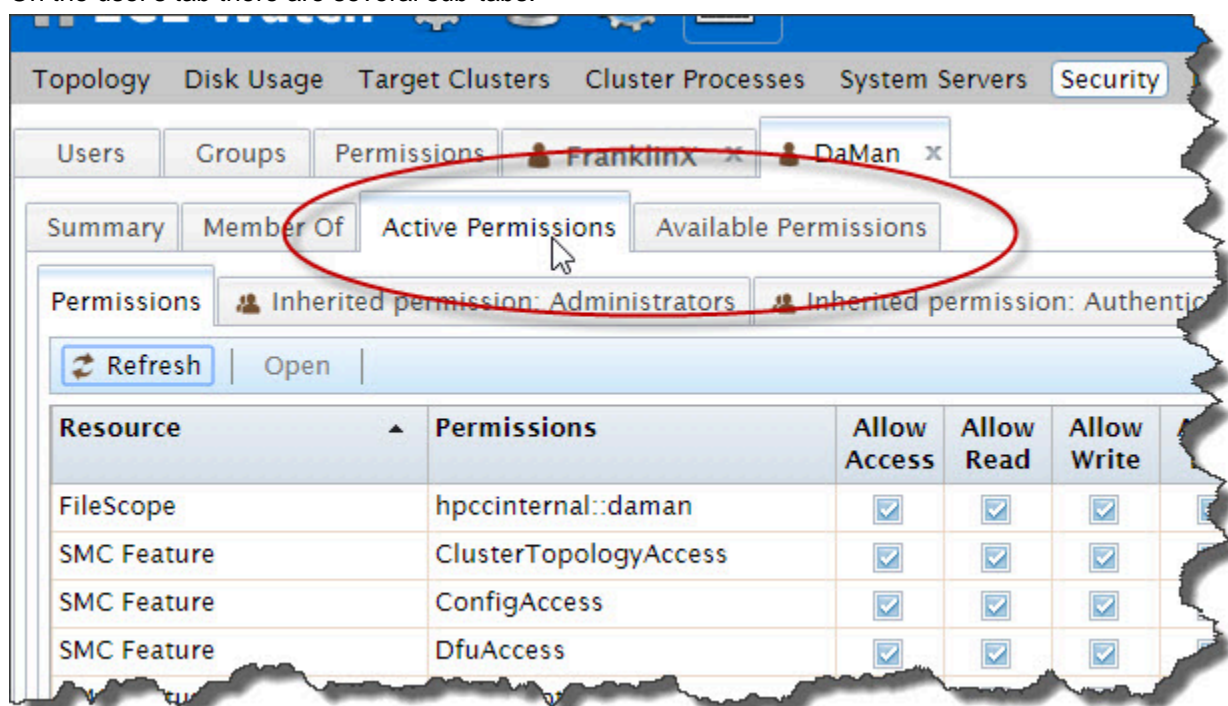 On the user's tab there are several sub-tabs:
ECL Watch
Topology Disk Usage Target Clusters Cluster Processes System Servers Security
Users Groups Permissions FranklinX x DaMan x
Summary Member Of Active Permissions Available Permissions
Permissions Inherited permission: Administrators Inherited permission: Authentic
Refresh Open
Resource Permissions Allow Access Allow Read Allow Write
FileScope hpccinternal::daman
SMC Feature ClusterTopologyAccess
SMC Feature ConfigAccess
SMC Feature DfuAccess